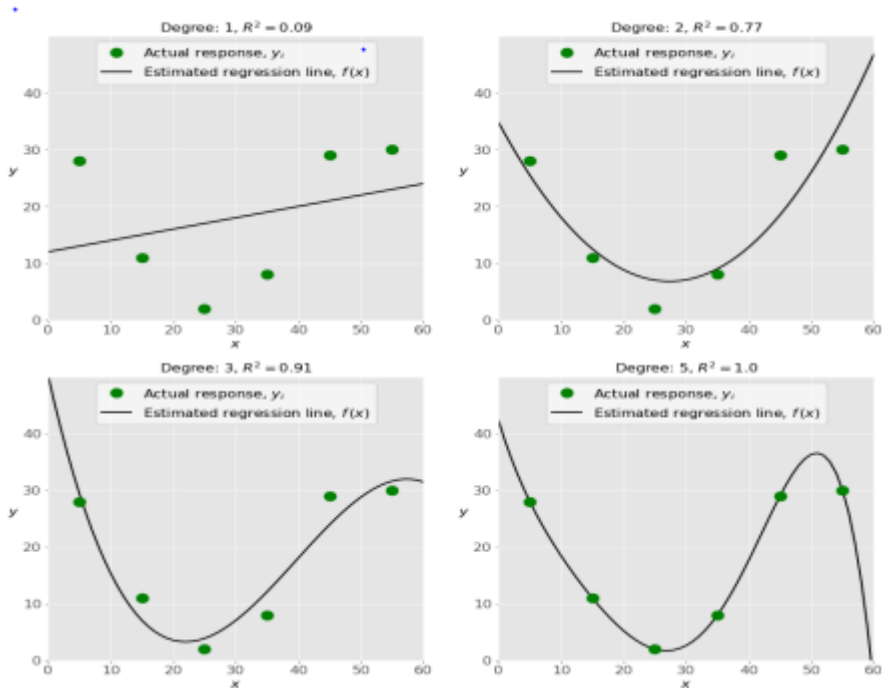 Degree: 1, R² = 0.09
Actual response, yᵢ
Estimated regression line, f(x)
y
40
30
20
10
0
0 10 20 30 40 50 60
x
Degree: 2, R² = 0.77
Actual response, yᵢ
Estimated regression line, f(x)
y
40
30
20
10
0
0 10 20 30 40 50 60
x
Degree: 3, R² = 0.91
Actual response, yᵢ
Estimated regression line, f(x)
y
40
30
20
10
0
0 10 20 30 40 50 60
x
Degree: 5, R² = 1.0
Actual response, yᵢ
Estimated regression line, f(x)
y
40
30
20
10
0
0 10 20 30 40 50 60
x